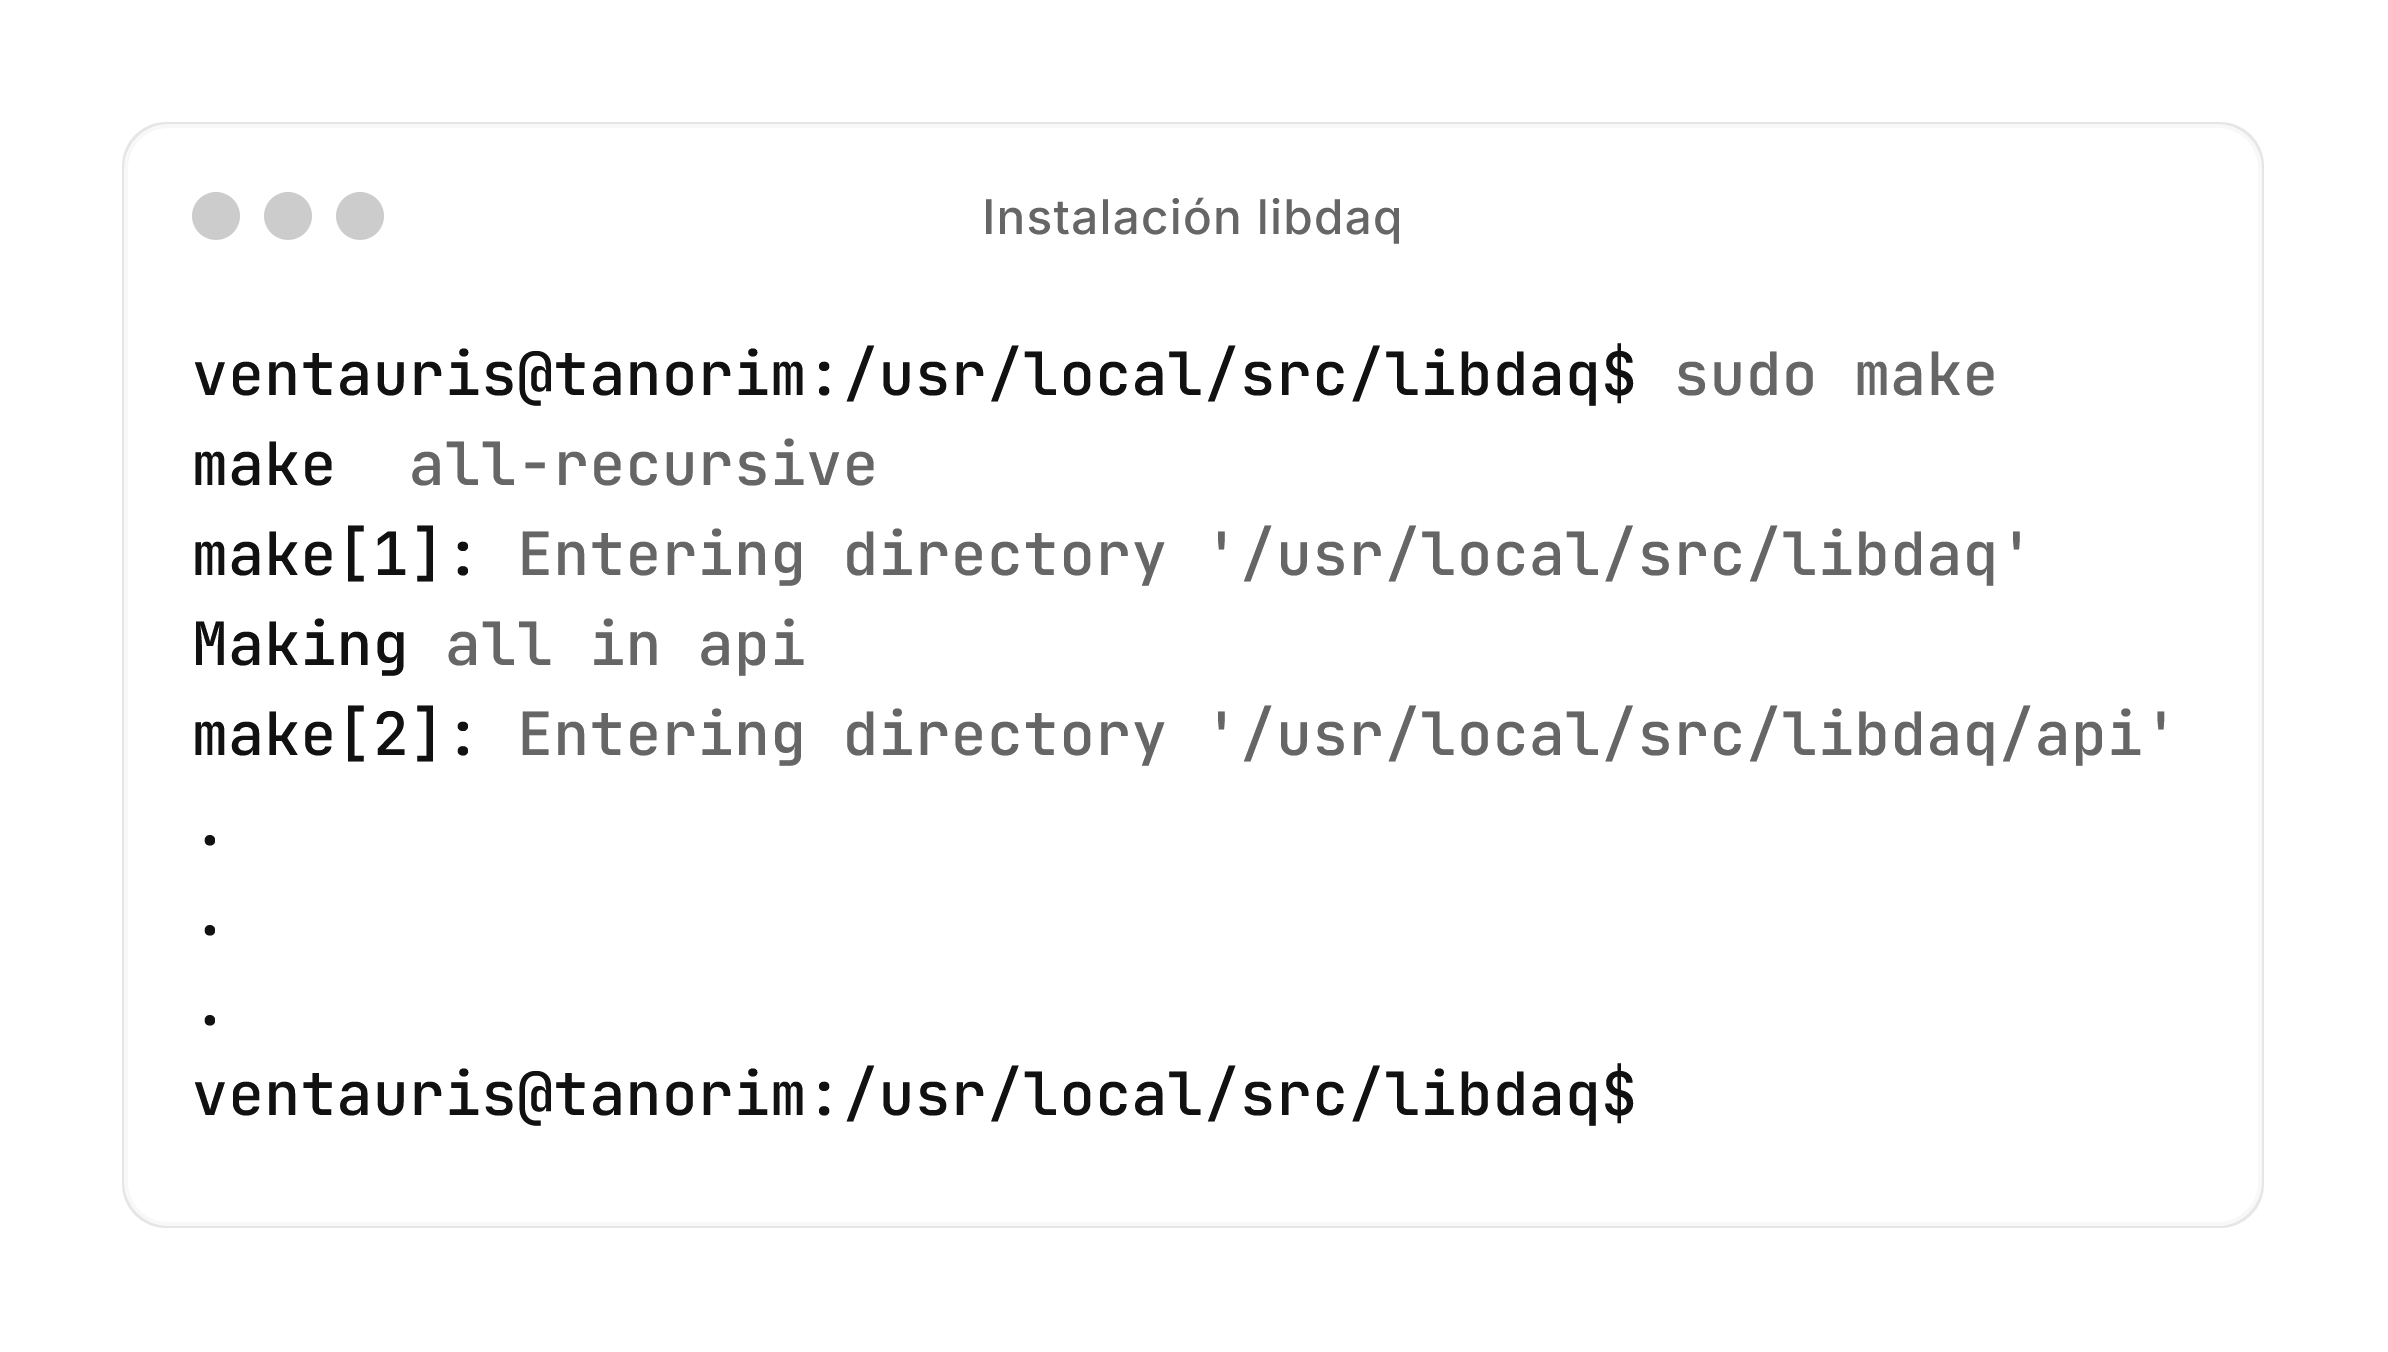 Instalación libdaq
ventauris@tanorim:/usr/local/src/libdaq$ sudo make
make  all-recursive
make[1]: Entering directory '/usr/local/src/libdaq'
Making all in api
make[2]: Entering directory '/usr/local/src/libdaq/api'
.
.
.
ventauris@tanorim:/usr/local/src/libdaq$